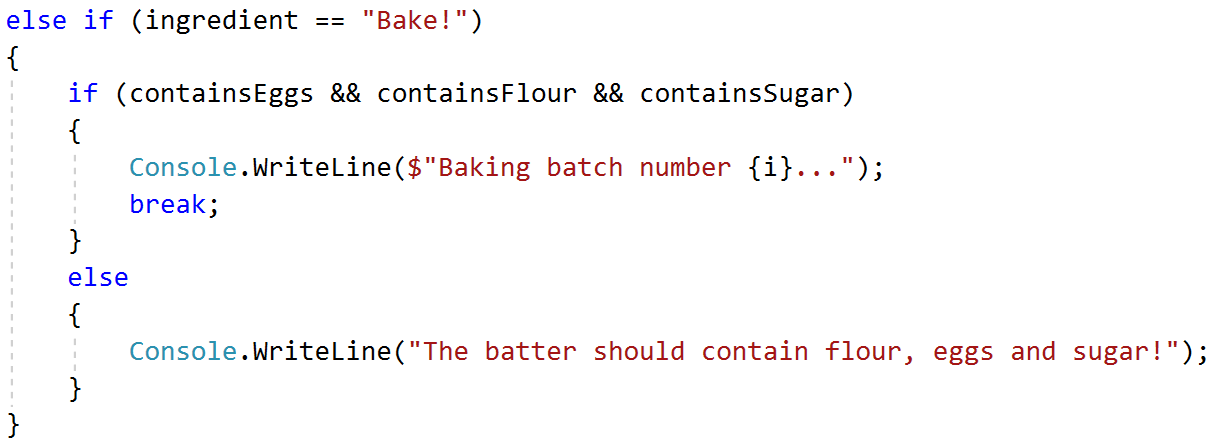 else if (ingredient == "Bake!")
{
    if (containsEggs && containsFlour && containsSugar)
    {
        Console.WriteLine($"Baking batch number {i}...");
        break;
    }
    else
    {
        Console.WriteLine("The batter should contain flour, eggs and sugar!");
    }
}